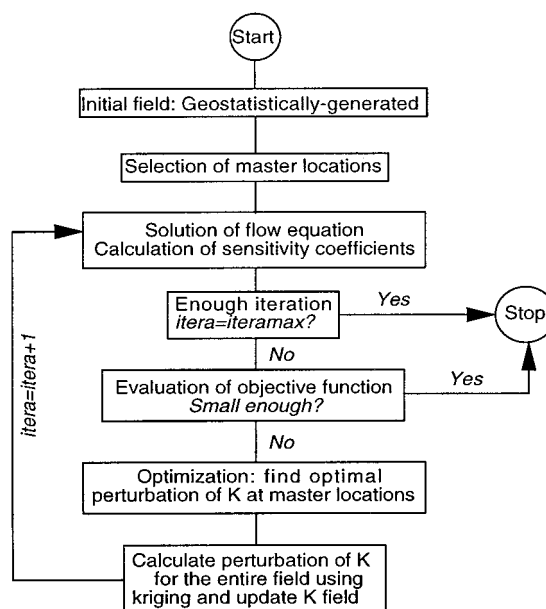 Start
Initial field: Geostatistically-generated
Selection of master locations
Solution of flow equation
Calculation of sensitivity coefficients
Enough iteration
itera=iteramax?
Yes
Stop
No
Evaluation of objective function
Small enough?
Yes
No
Optimization: find optimal
perturbation of K at master locations
Calculate perturbation of K
for the entire field using
kriging and update K field
itera=itera+1